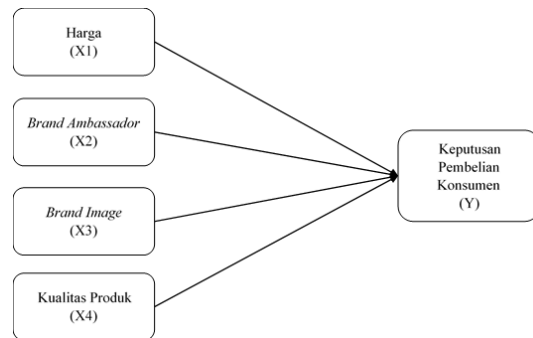 Harga
(X1)
Brand Ambassador
(X2)
Brand Image
(X3)
Kualitas Produk
(X4)
Keputusan
Pembelian
Konsumen
(Y)